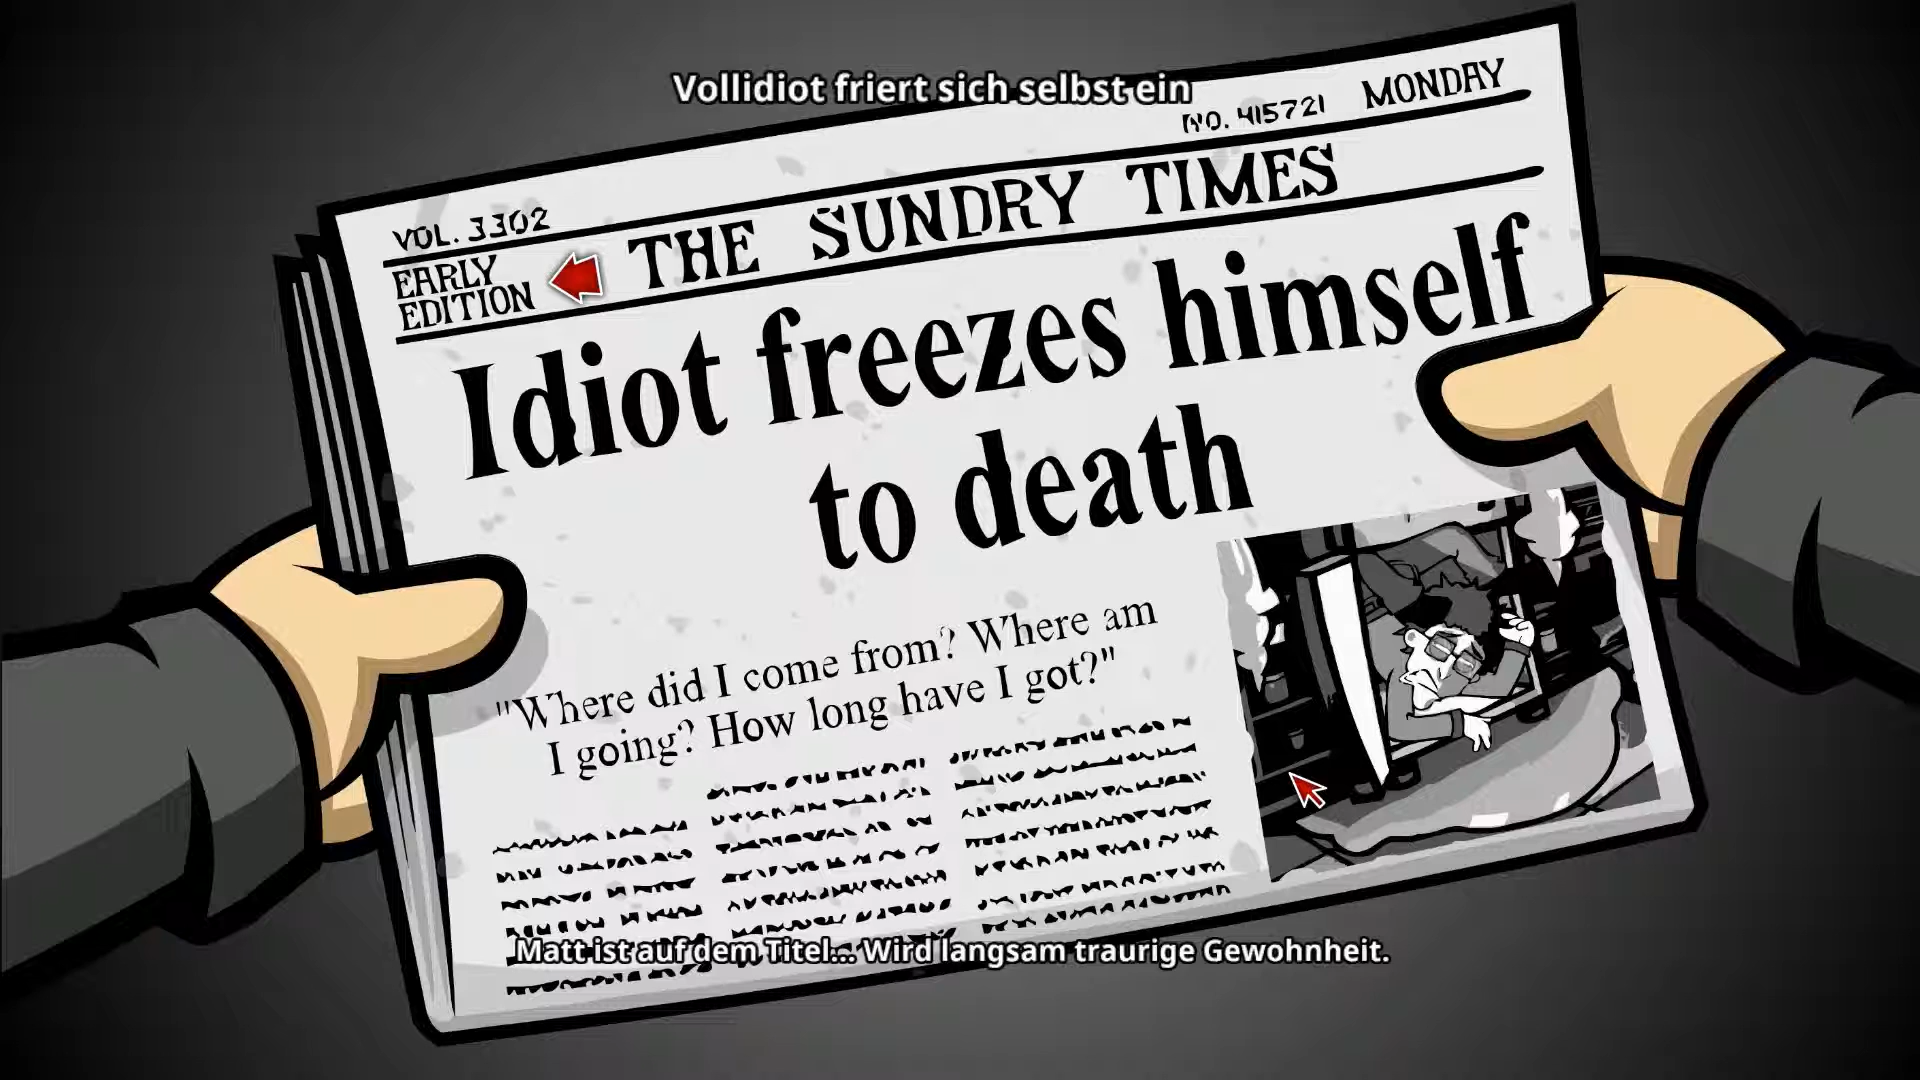 Vollidiot friert sich selbst ein
NO. 415721 MONDAY
VOL. 3302
EARLY
EDITION
THE SUNDRY TIMES
Idiot freezes himself
to death
"Where did I come from? Where am
I going? How long have I got?"
Matt ist auf dem Titel... Wird langsam traurige Gewohnheit.